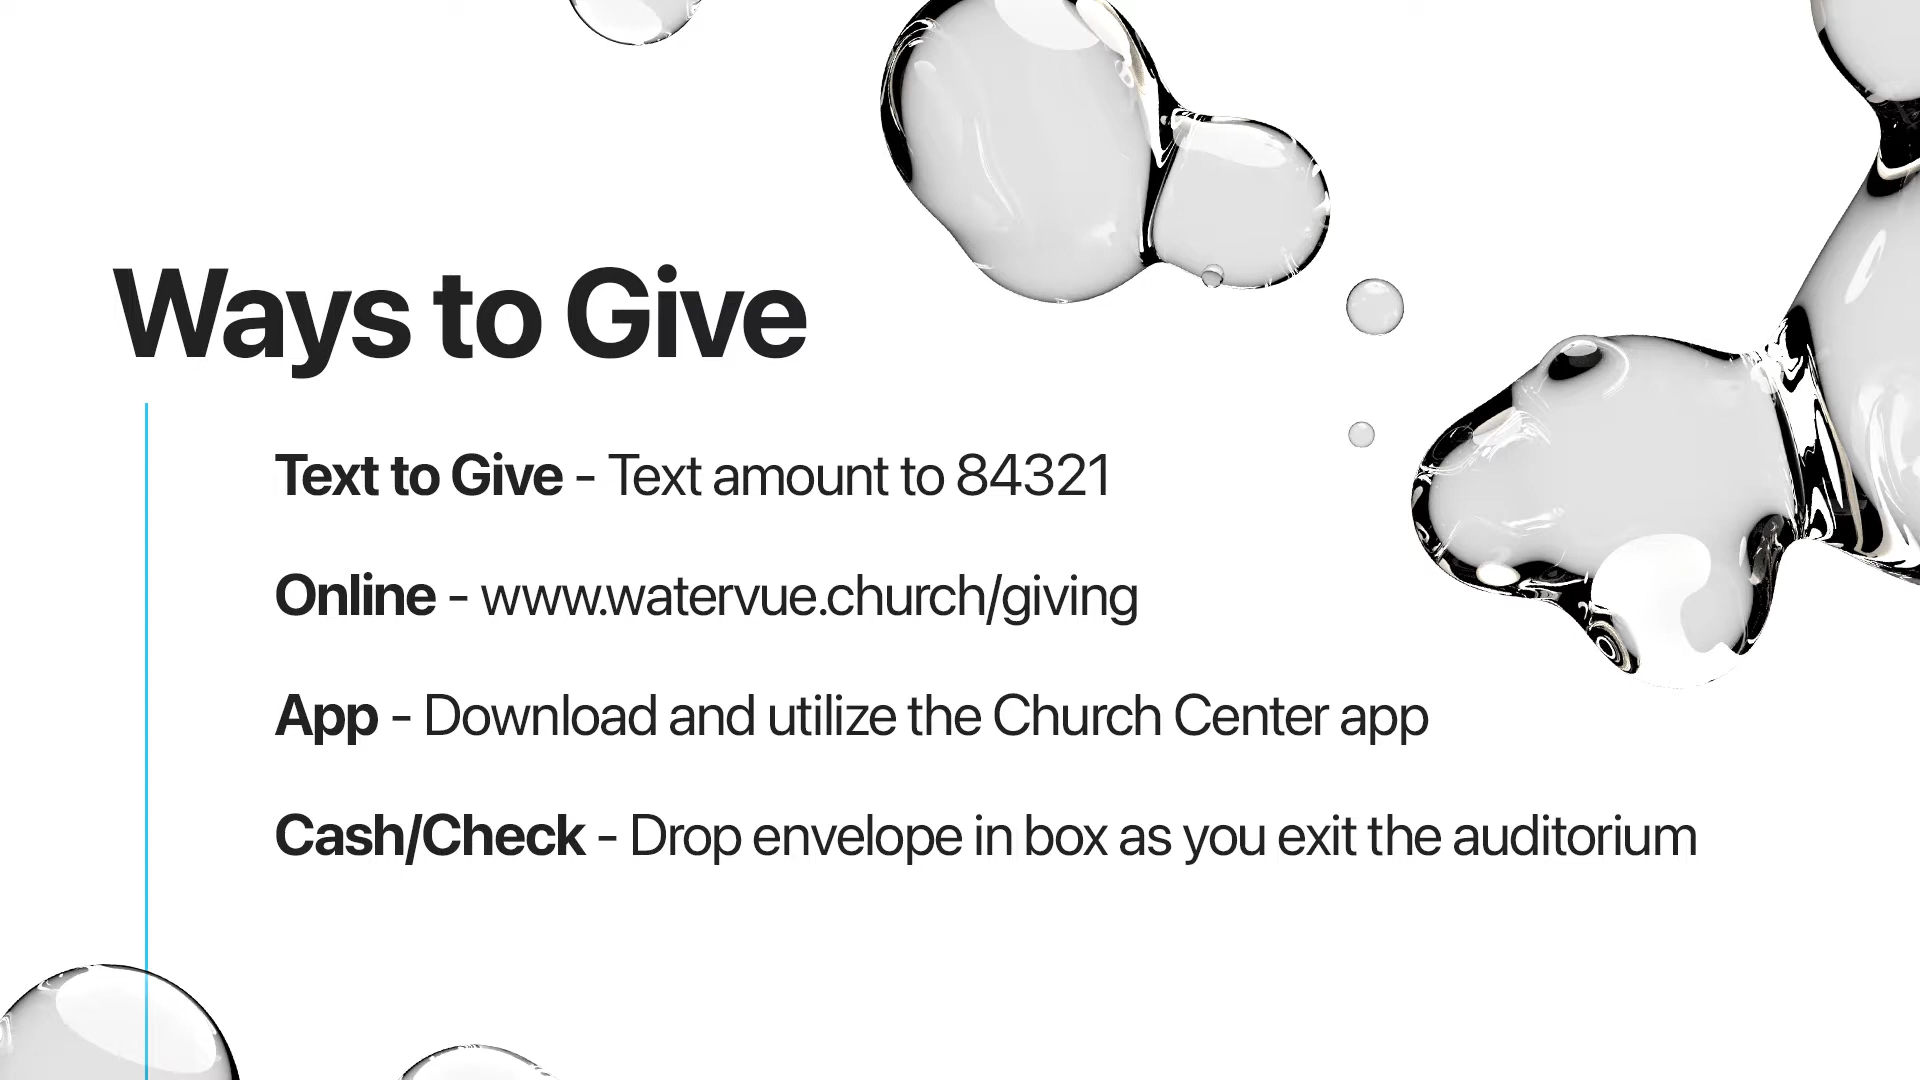 Ways to Give
Text to Give - Text amount to 84321
Online - www.watervue.church/giving
App - Download and utilize the Church Center app
Cash/Check - Drop envelope in box as you exit the auditorium